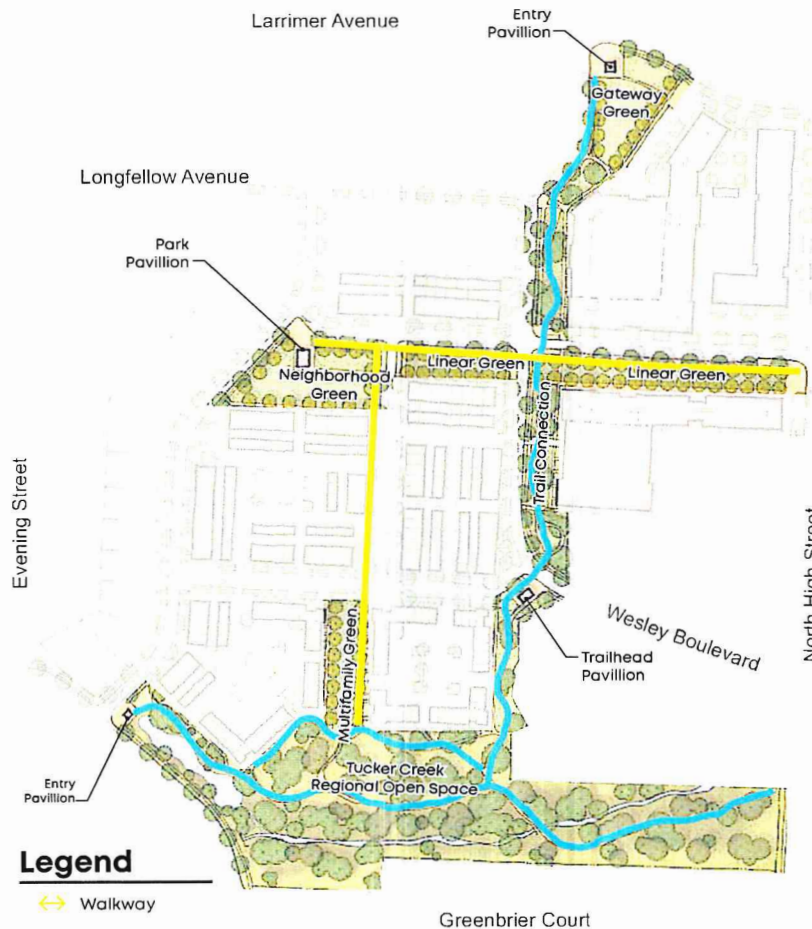 Larrimer Avenue
Entry
Pavillion
Gateway
Green
Longfellow Avenue
Park
Pavillion
Linear Green
Linear Green
Neighborhood
Green
Trail Connection
Evening Street
North High Street
Wesley Boulevard
Trailhead
Pavillion
Multifamily Green
Entry
Pavillion
Tucker Creek
Regional Open Space
Legend
Walkway
Greenbrier Court